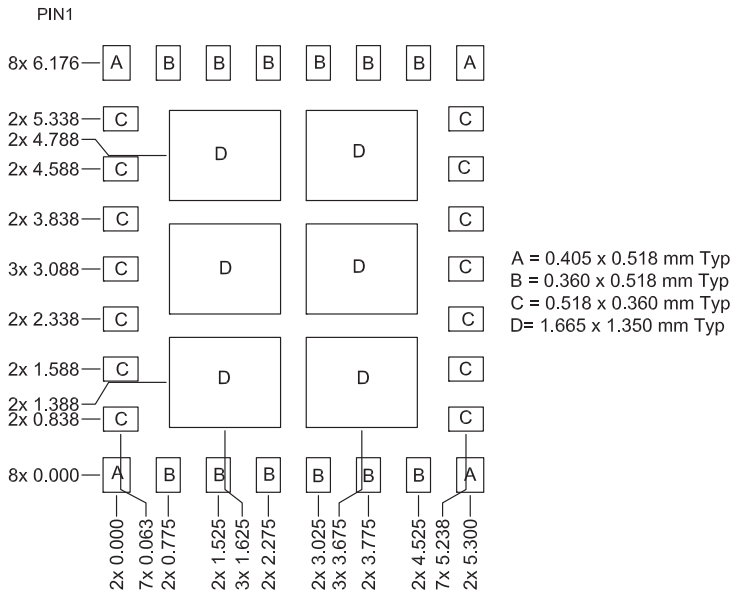 PIN1
8x 6.176 A B B B B B B A
2x 5.338 C C
2x 4.788 D D
2x 4.588 C C
2x 3.838 C C
3x 3.088 C D D C
2x 2.338 C C
2x 1.588 C C
D D
2x 1.388
2x 0.838 C C
8x 0.000 A B B B B B B A
2x 0.000
7x 0.063
2x 0.775
2x 1.525
3x 1.625
2x 2.275
2x 3.025
3x 3.675
2x 3.775
2x 4.525
7x 5.238
2x 5.300
A = 0.405 x 0.518 mm Typ
B = 0.360 x 0.518 mm Typ
C = 0.518 x 0.360 mm Typ
D= 1.665 x 1.350 mm Typ